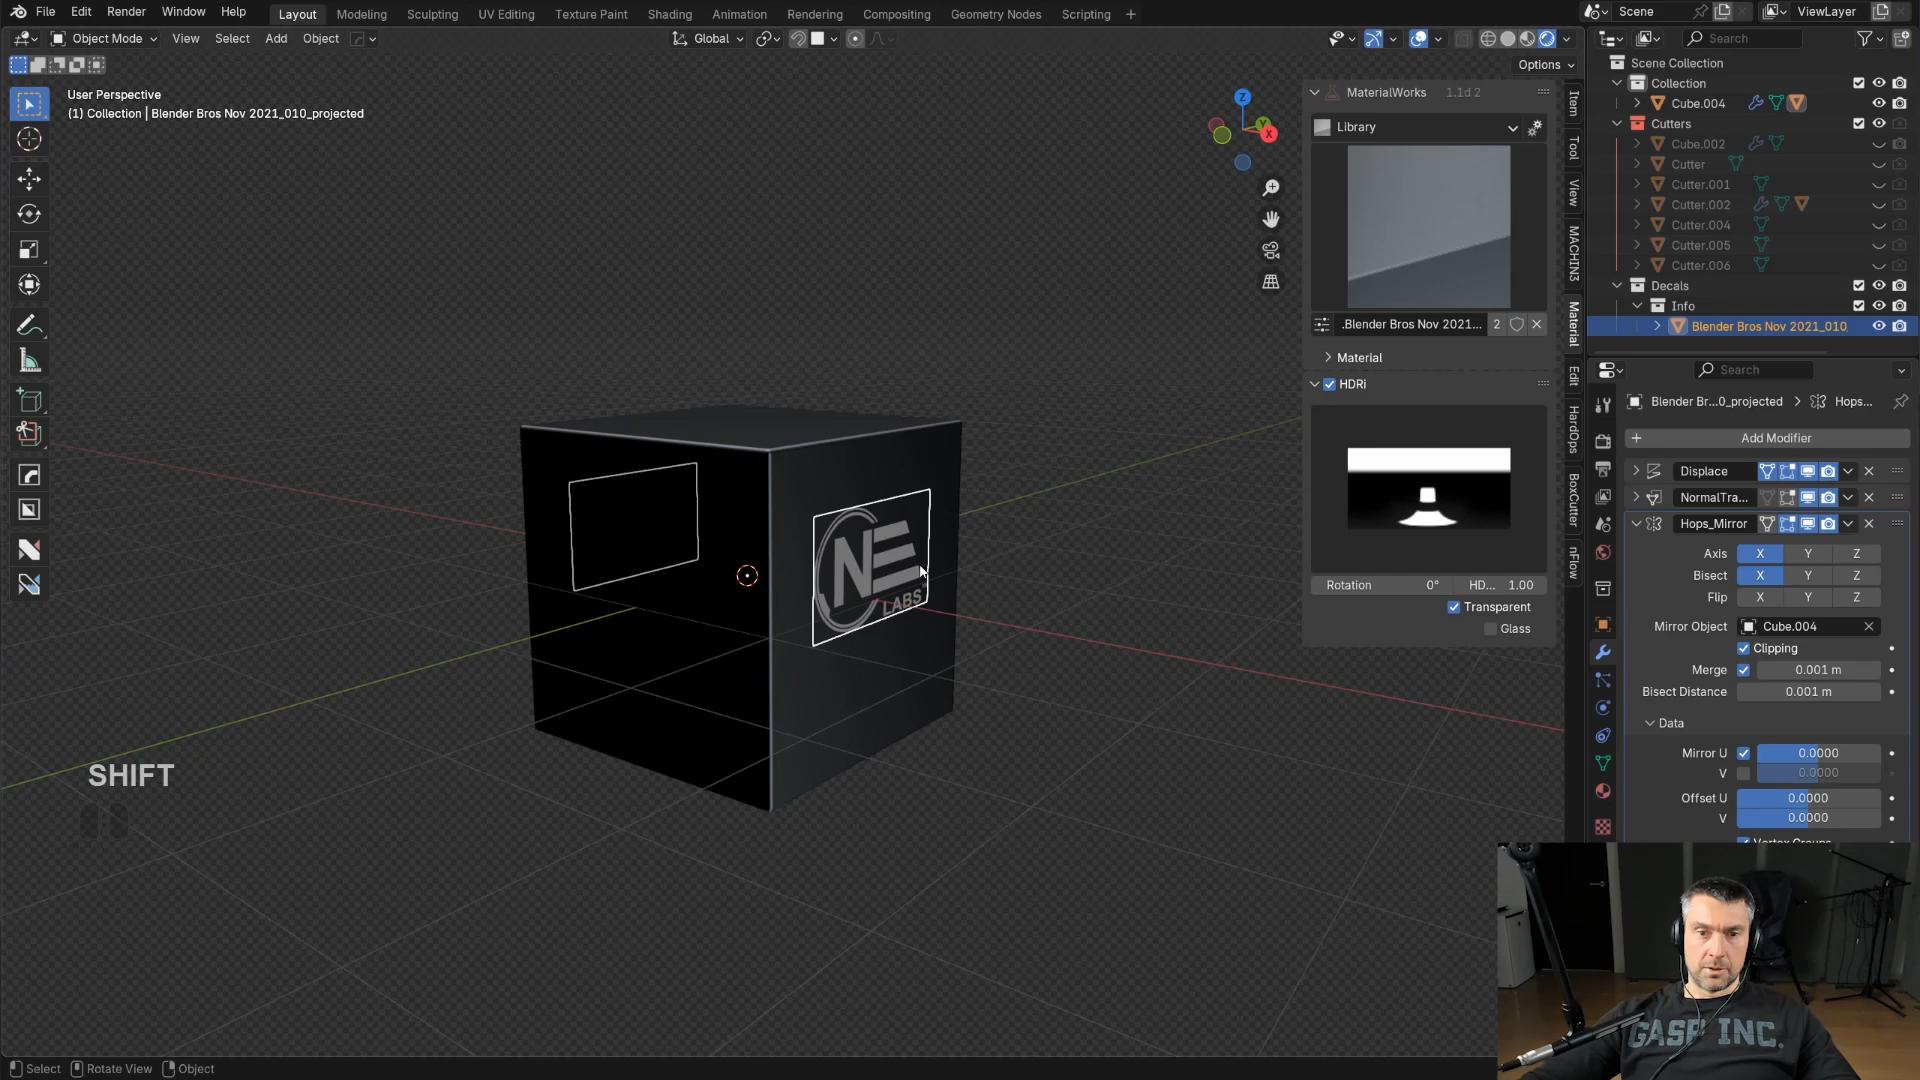 File Edit Render Window Help Layout Modeling Sculpting UV Editing Texture Paint Shading Animation Rendering Compositing Geometry Nodes Scripting + Scene ViewLayer
Object Mode View Select Add Object Global Search
Options
User Perspective
(1) Collection | Blender Bros Nov 2021_010_projected
Z
Y
X
MaterialWorks 1.1d 2
Library
.Blender Bros Nov 2021... 2
Material
HDRi
Rotation 0° HD... 1.00
Transparent
Glass
Item
Tool
View
MACHIN3
Material
Edit
HardOps
BoxCutter
nFlow
Scene Collection
Collection
Cube.004
Cutters
Cube.002
Cutter
Cutter.001
Cutter.002
Cutter.004
Cutter.005
Cutter.006
Decals
Info
Blender Bros Nov 2021_010
Search
Blender Br...0_projected > Hops...
+ Add Modifier
Displace
NormalTra...
Hops_Mirror
Axis X Y Z
Bisect X Y Z
Flip X Y Z
Mirror Object Cube.004
Clipping
Merge 0.001 m
Bisect Distance 0.001 m
Data
Mirror U 0.0000
V 0.0000
Offset U 0.0000
V 0.0000
Vertex Groups
NE
LABS
SHIFT
GASP INC.
Select Rotate View Object